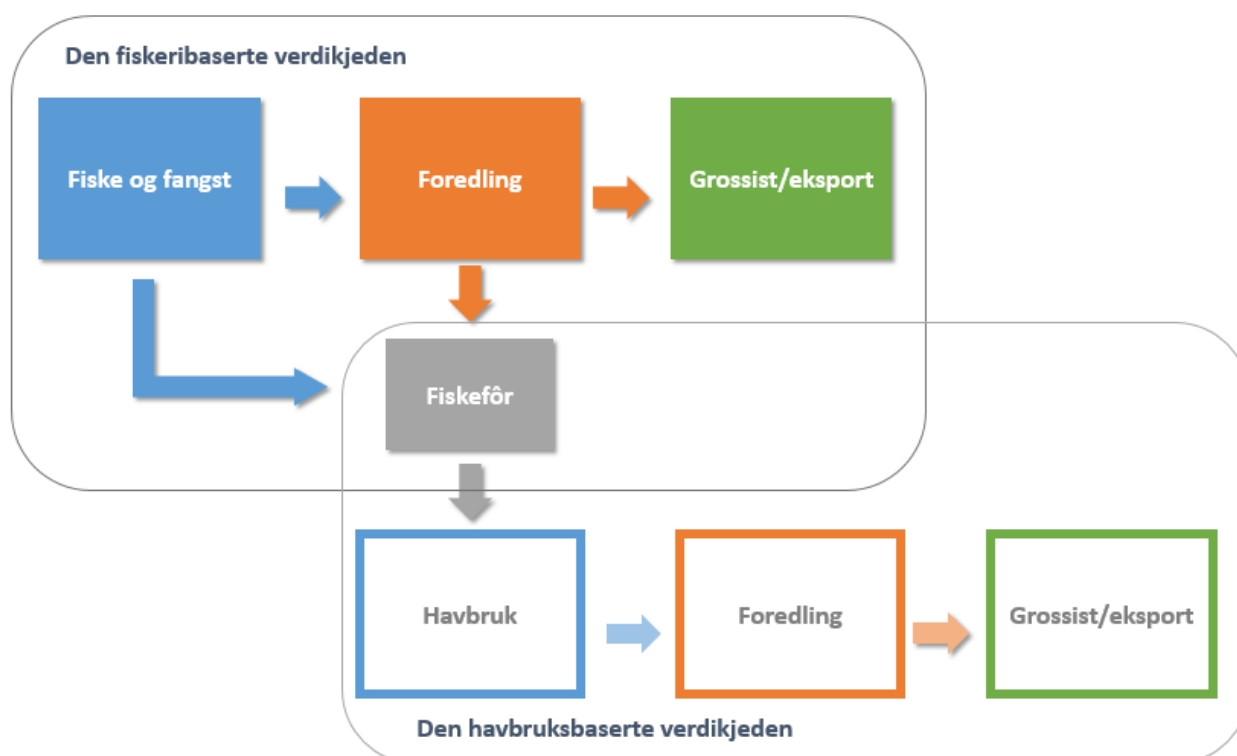 Den fiskeribaserte verdikjeden
Fiske og fangst
Foredling
Grossist/eksport
Fiskefôr
Havbruk
Foredling
Grossist/eksport
Den havbruksbaserte verdikjeden